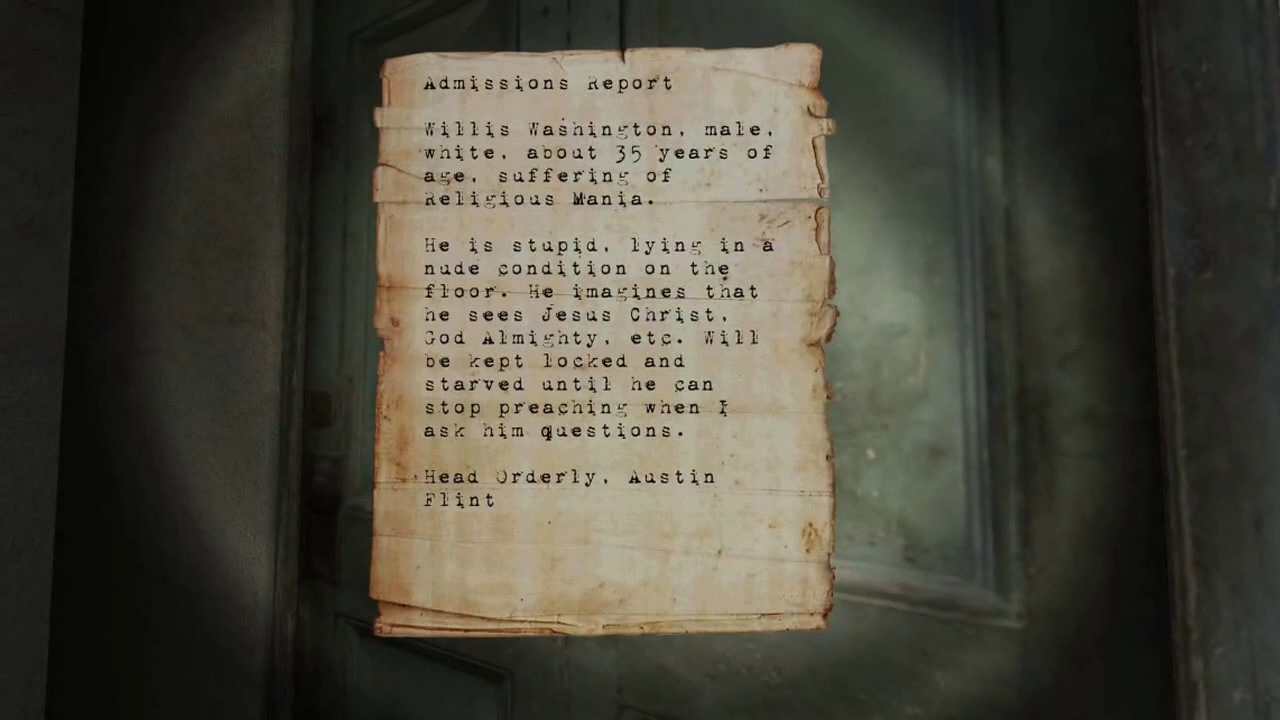 Admissions Report
Willis Washington, male,
white, about 35 years of
age, suffering of
Religious Mania.
He is stupid, lying in a
nude condition on the
floor. He imagines that
he sees Jesus Christ,
God Almighty, etc. Will
be kept locked and
starved until he can
stop preaching when I
ask him questions.
Head Orderly, Austin
Flint